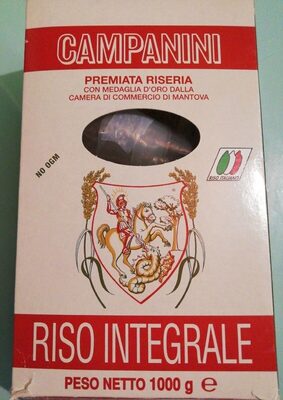 CAMPANINI
PREMIATA RISERIA
CON MEDAGLIA D'ORO DALLA
CAMERA DI COMMERCIO DI MANTOVA
NO OGM
RISO ITALIANO
RISO INTEGRALE
PESO NETTO 1000 g ℮